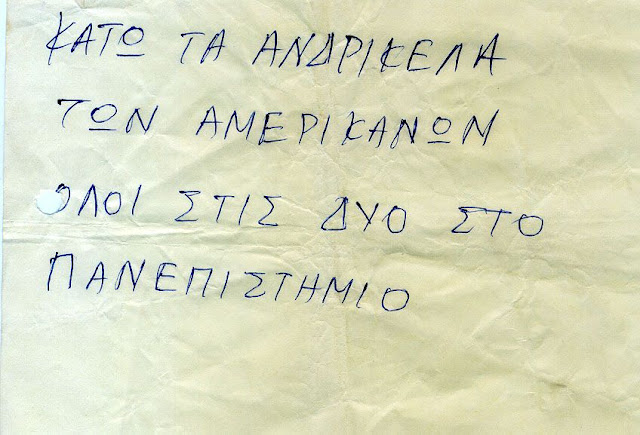 ΚΑΤΩ ΤΑ ΑΝΔΡΙΚΕΛΑ
ΤΩΝ ΑΜΕΡΙΚΑΝΩΝ
ΟΛΟΙ ΣΤΙΣ ΔΥΟ ΣΤΟ
ΠΑΝΕΠΙΣΤΗΜΙΟ